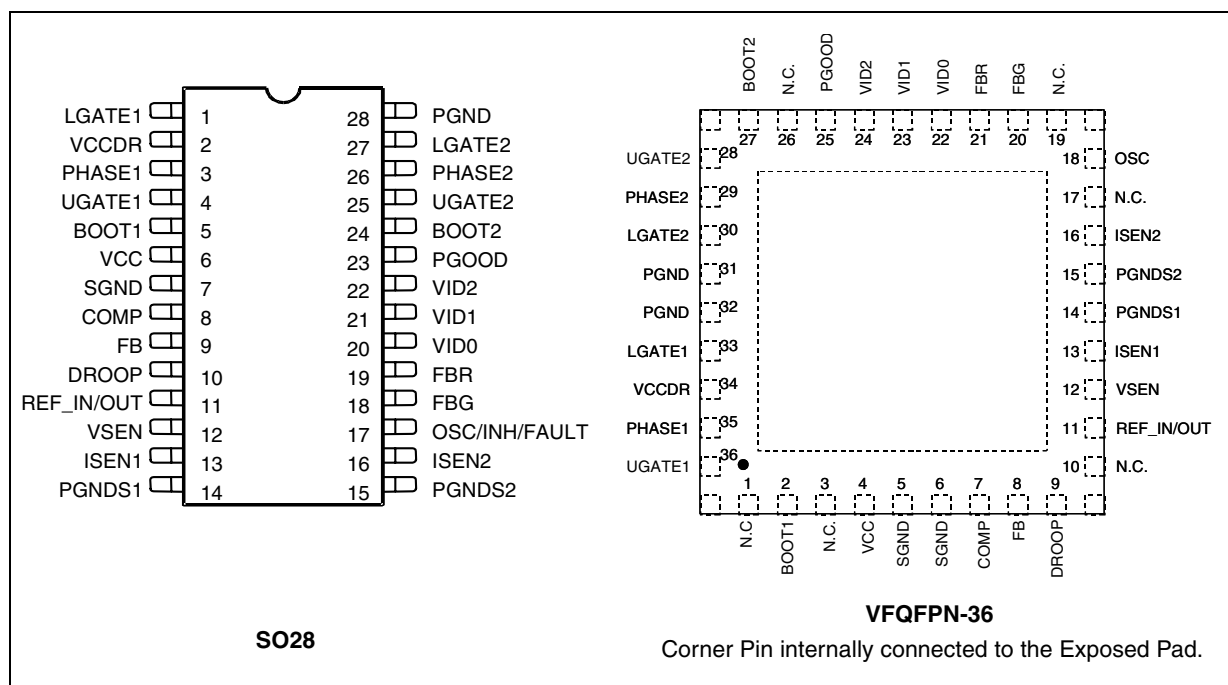 LGATE1 1 28 PGND
VCCDR 2 27 LGATE2
PHASE1 3 26 PHASE2
UGATE1 4 25 UGATE2
BOOT1 5 24 BOOT2
VCC 6 23 PGOOD
SGND 7 22 VID2
COMP 8 21 VID1
FB 9 20 VID0
DROOP 10 19 FBR
REF_IN/OUT 11 18 FBG
VSEN 12 17 OSC/INH/FAULT
ISEN1 13 16 ISEN2
PGNDS1 14 15 PGNDS2
SO28
BOOT2 N.C. PGOOD VID2 VID1 VID0 FBR FBG N.C.
27 26 25 24 23 22 21 20 19
UGATE2 28 18 OSC
PHASE2 29 17 N.C.
LGATE2 30 16 ISEN2
PGND 31 15 PGNDS2
PGND 32 14 PGNDS1
LGATE1 33 13 ISEN1
VCCDR 34 12 VSEN
PHASE1 35 11 REF_IN/OUT
UGATE1 36 10 N.C.
1 2 3 4 5 6 7 8 9
N.C BOOT1 N.C. VCC SGND SGND COMP FB DROOP
VFQFPN-36
Corner Pin internally connected to the Exposed Pad.